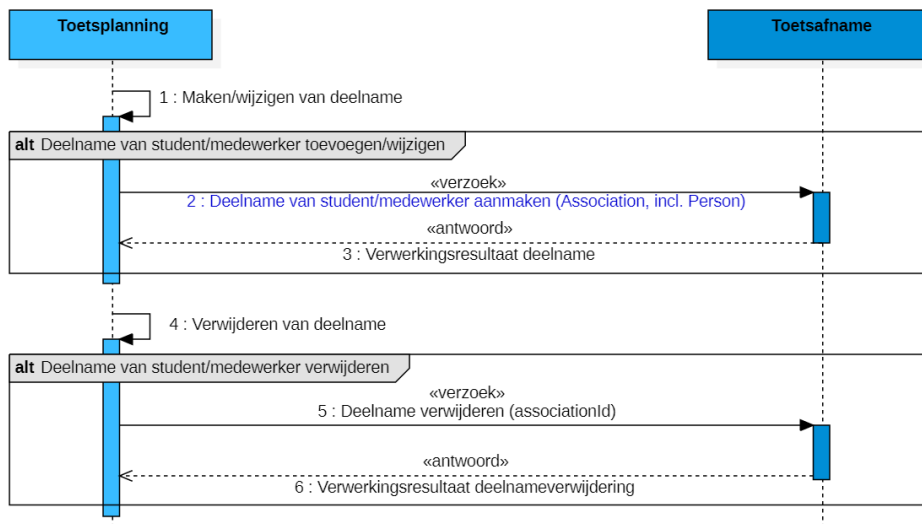 Toetsplanning
Toetsafname
1 : Maken/wijzigen van deelname
alt Deelname van student/medewerker toevoegen/wijzigen
«verzoek»
2 : Deelname van student/medewerker aanmaken (Association, incl. Person)
«antwoord»
3 : Verwerkingsresultaat deelname
4 : Verwijderen van deelname
alt Deelname van student/medewerker verwijderen
«verzoek»
5 : Deelname verwijderen (associationId)
«antwoord»
6 : Verwerkingsresultaat deelnameverwijdering